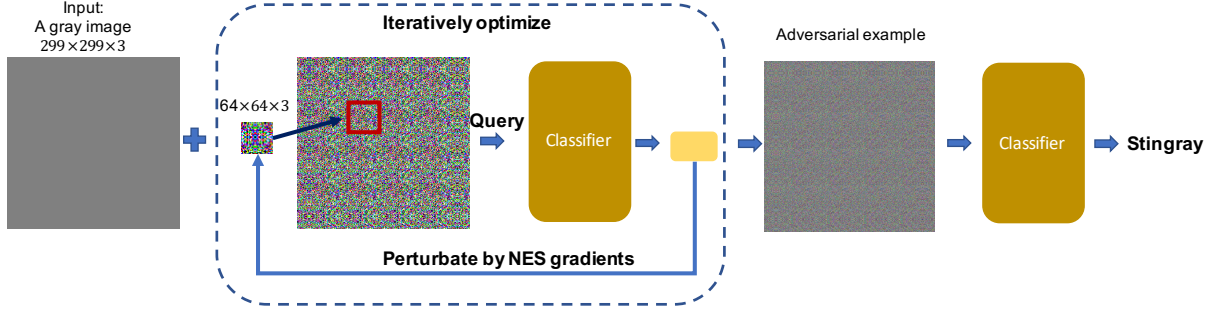 Input:
A gray image
299×299×3
Iteratively optimize
64×64×3
Query
Classifier
Perturbate by NES gradients
Adversarial example
Classifier
Stingray